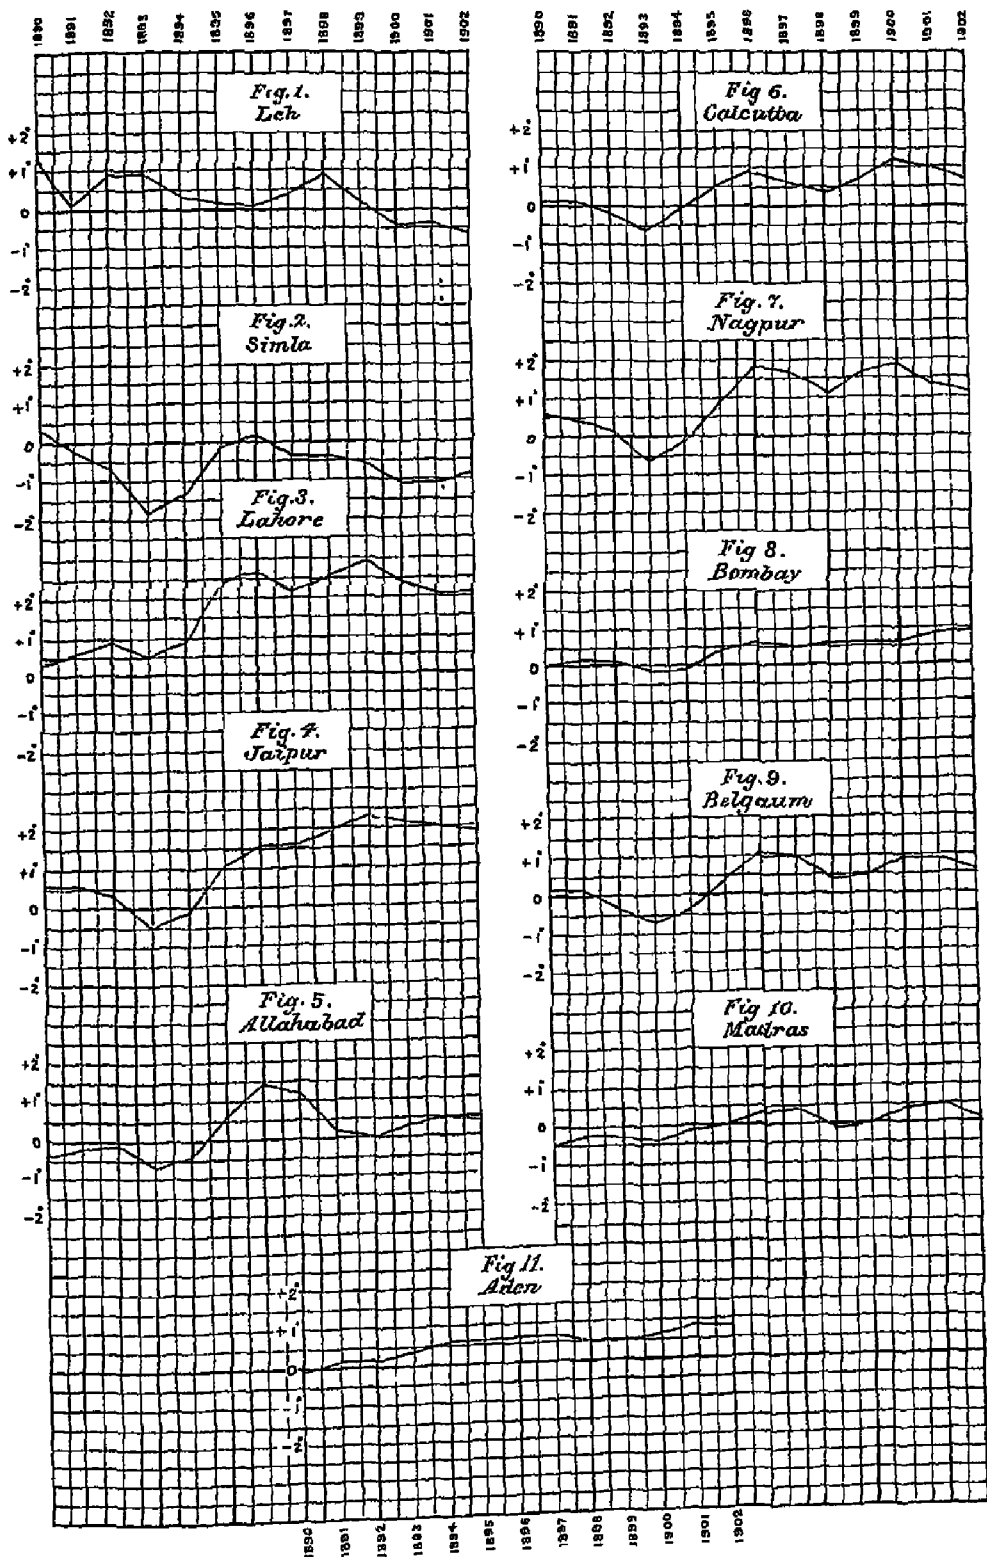 1890 1891 1892 1893 1894 1895 1896 1897 1898 1899 1900 1901 1902
Fig. 1.
Leh
+2°
+1°
0
-1°
-2°
Fig. 2.
Simla
+2°
+1°
0
-1°
-2°
Fig. 3.
Lahore
+2°
+1°
0
-1°
-2°
Fig. 4.
Jaipur
+2°
+1°
0
-1°
-2°
Fig. 5.
Allahabad
+2°
+1°
0
-1°
-2°
1890 1891 1892 1893 1894 1895 1896 1897 1898 1899 1900 1901 1902
Fig 6.
Calcutta
+2°
+1°
0
-1°
-2°
Fig. 7.
Nagpur
+2°
+1°
0
-1°
-2°
Fig 8.
Bombay
+2°
+1°
0
-1°
-2°
Fig. 9.
Belgaum
+2°
+1°
0
-1°
-2°
Fig 10.
Madras
+2°
+1°
0
-1°
-2
Fig 11.
Aden
+2°
+1°
0
-1°
-2°
1890 1891 1892 1893 1894 1895 1896 1897 1898 1899 1900 1901 1902